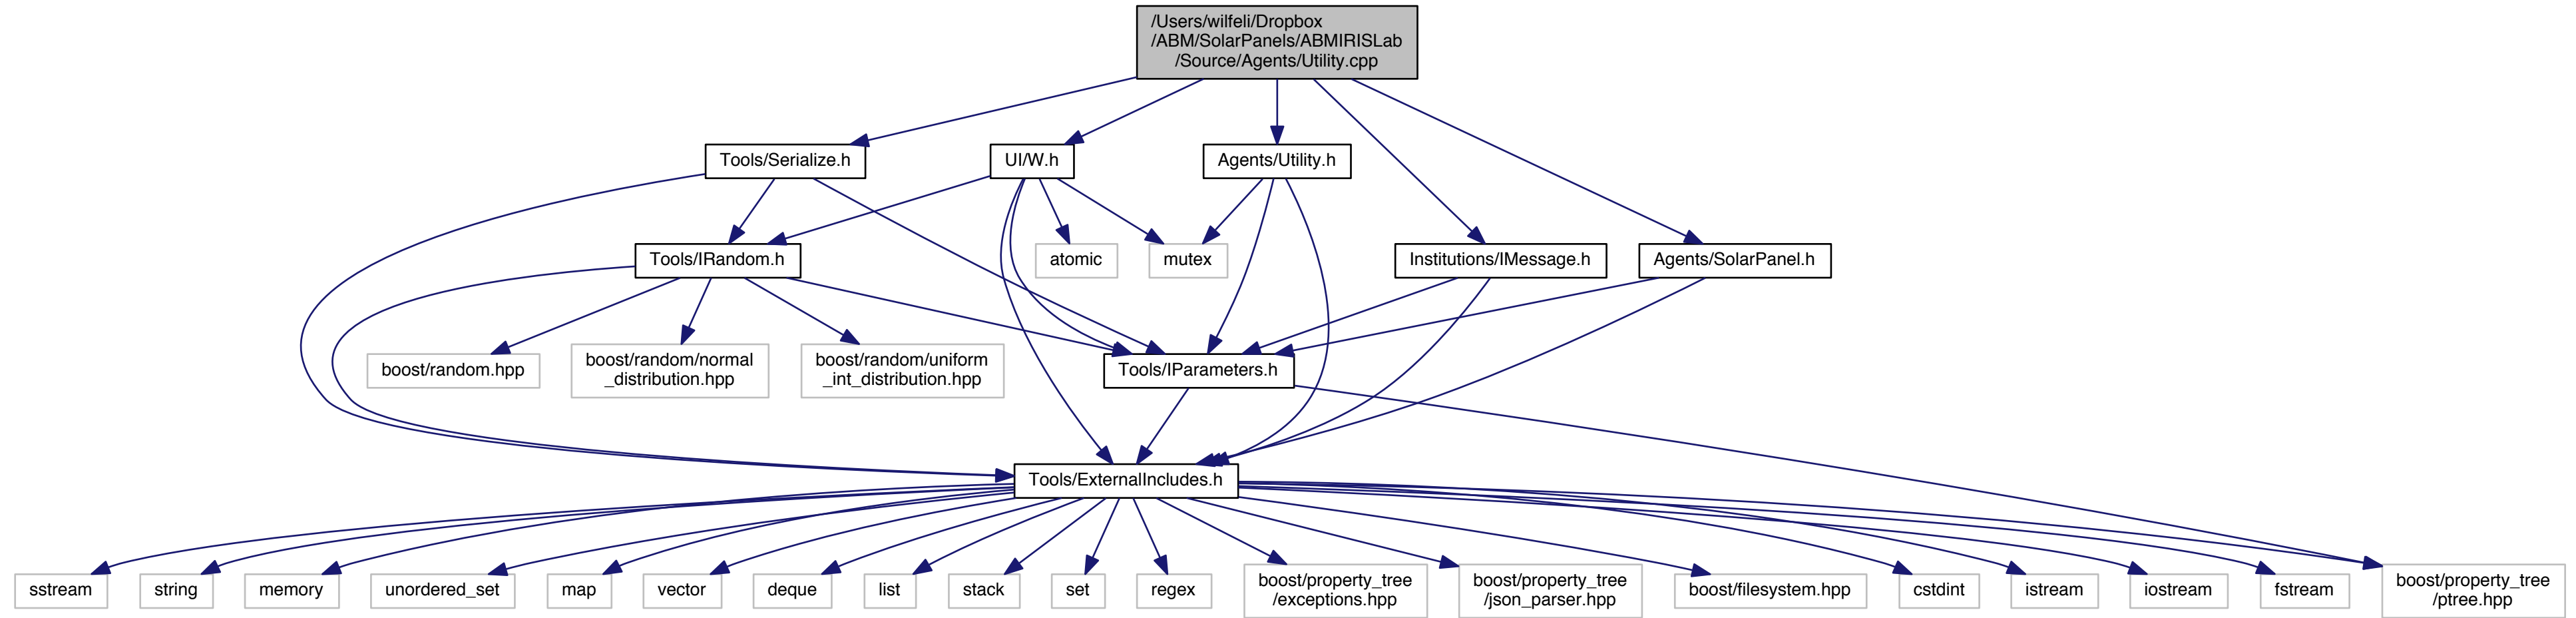 /Users/wilfeli/Dropbox
/ABM/SolarPanels/ABMIRISLab
/Source/Agents/Utility.cpp
Tools/Serialize.h
UI/W.h
Agents/Utility.h
Tools/IRandom.h
atomic
mutex
Institutions/IMessage.h
Agents/SolarPanel.h
boost/random.hpp
boost/random/normal
_distribution.hpp
boost/random/uniform
_int_distribution.hpp
Tools/IParameters.h
Tools/ExternalIncludes.h
sstream
string
memory
unordered_set
map
vector
deque
list
stack
set
regex
boost/property_tree
/exceptions.hpp
boost/property_tree
/json_parser.hpp
boost/filesystem.hpp
cstdint
istream
iostream
fstream
boost/property_tree
/ptree.hpp